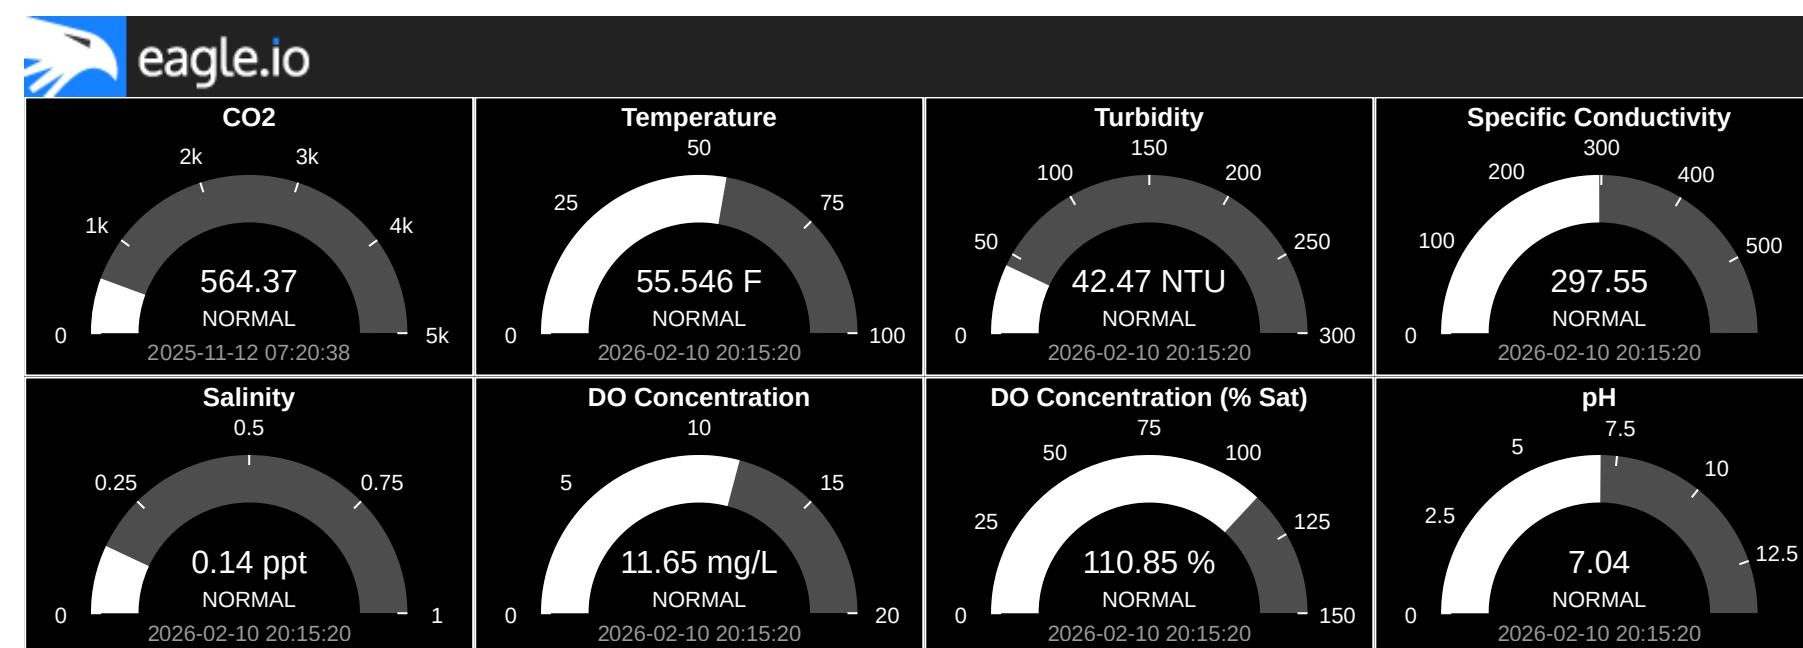 eagle.io
CO2
0
1k
2k
3k
4k
5k
564.37
NORMAL
2025-11-12 07:20:38
Temperature
0
25
50
75
100
55.546 F
NORMAL
2026-02-10 20:15:20
Turbidity
0
50
100
150
200
250
300
42.47 NTU
NORMAL
2026-02-10 20:15:20
Specific Conductivity
0
100
200
300
400
500
297.55
NORMAL
2026-02-10 20:15:20
Salinity
0
0.25
0.5
0.75
1
0.14 ppt
NORMAL
2026-02-10 20:15:20
DO Concentration
0
5
10
15
20
11.65 mg/L
NORMAL
2026-02-10 20:15:20
DO Concentration (% Sat)
0
25
50
75
100
125
150
110.85 %
NORMAL
2026-02-10 20:15:20
pH
0
2.5
5
7.5
10
12.5
7.04
NORMAL
2026-02-10 20:15:20